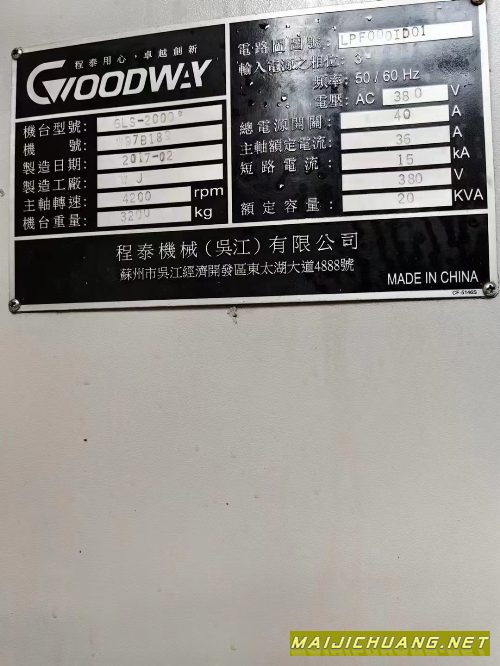 程泰用心，卓越創新
GOODWAY
機台型號: GLS-2000
機 號:
製造日期: 2017-02
製造工廠: W J
主軸轉速: 4200 rpm
機台重量: 3200 kg
電路圖圖號: LPF000ID01
輸入電源之相位: 3
頻率: 50 / 60 Hz
電壓: AC 380 V
總電源開關: 40 A
主軸額定電流: 36 A
短路電流: 15 kA
380 V
額定容量: 20 KVA
程泰機械(吳江)有限公司
蘇州市吳江經濟開發區東太湖大道4888號
MADE IN CHINA
MAIJICHUANG.NET